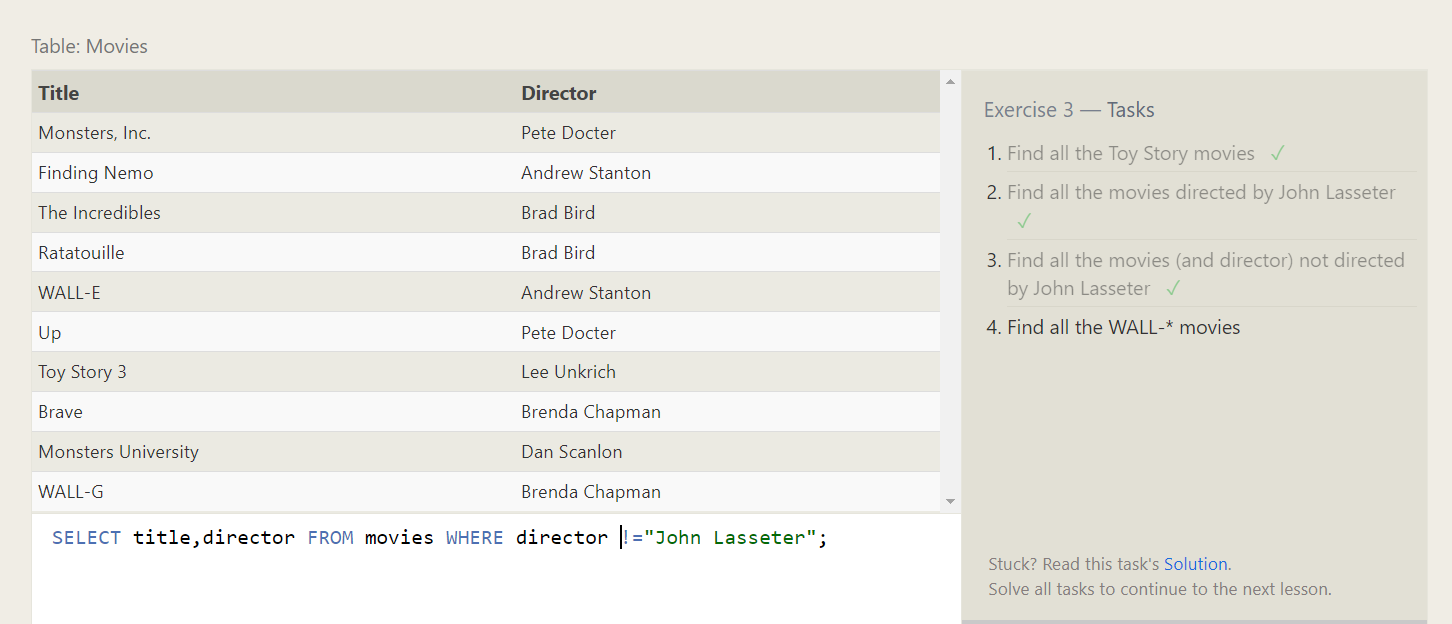 Table: Movies
Title Director
Monsters, Inc. Pete Docter
Finding Nemo Andrew Stanton
The Incredibles Brad Bird
Ratatouille Brad Bird
WALL-E Andrew Stanton
Up Pete Docter
Toy Story 3 Lee Unkrich
Brave Brenda Chapman
Monsters University Dan Scanlon
WALL-G Brenda Chapman
SELECT title,director FROM movies WHERE director !="John Lasseter";
Exercise 3 — Tasks
1. Find all the Toy Story movies ✓
2. Find all the movies directed by John Lasseter
✓
3. Find all the movies (and director) not directed
by John Lasseter ✓
4. Find all the WALL-* movies
Stuck? Read this task's Solution.
Solve all tasks to continue to the next lesson.